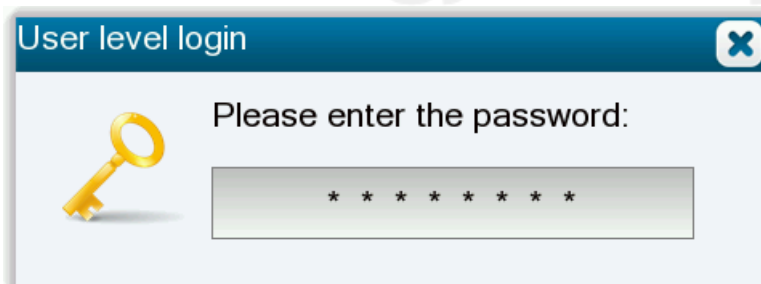 User level login
Please enter the password:
* * * * * * * *